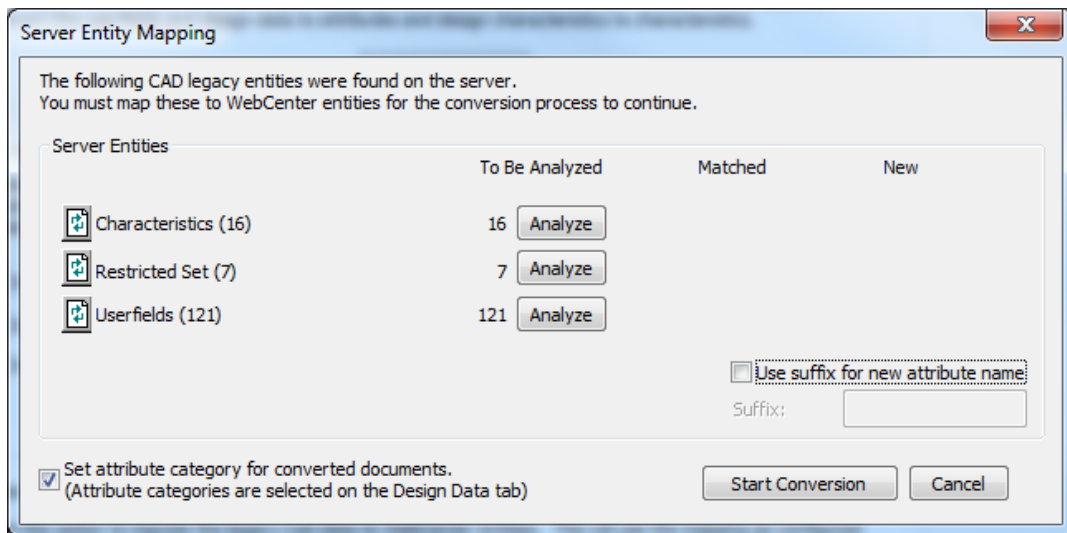 Server Entity Mapping
The following CAD legacy entities were found on the server.
You must map these to WebCenter entities for the conversion process to continue.
Server Entities
To Be Analyzed Matched New
Characteristics (16) 16 Analyze
Restricted Set (7) 7 Analyze
Userfields (121) 121 Analyze
Use suffix for new attribute name
Suffix:
Set attribute category for converted documents.
(Attribute categories are selected on the Design Data tab)
Start Conversion Cancel